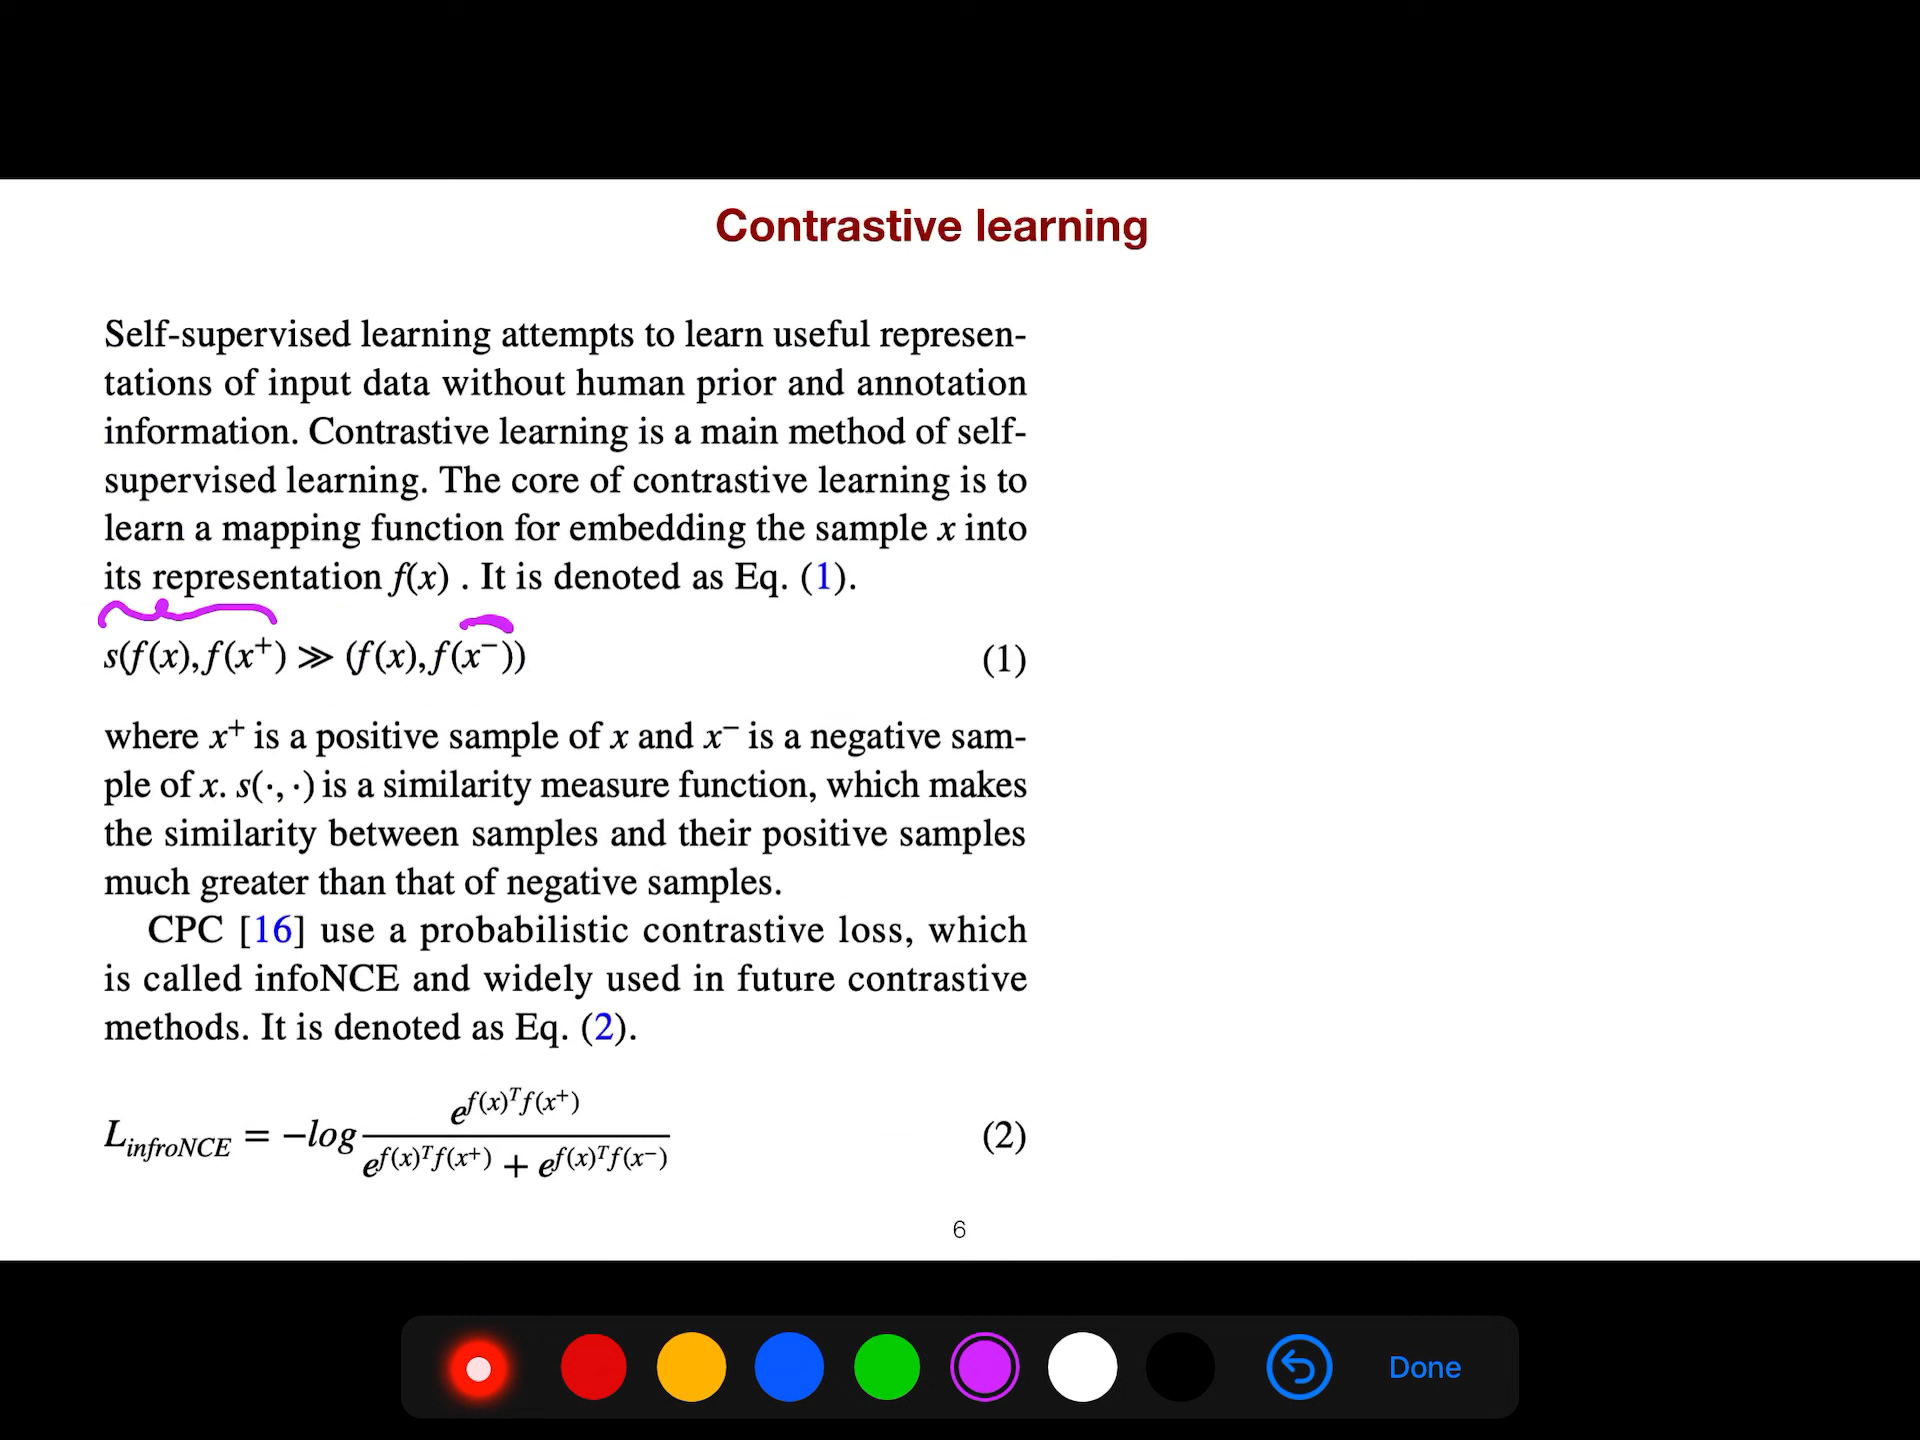 Contrastive learning
Self-supervised learning attempts to learn useful represen-
tations of input data without human prior and annotation
information. Contrastive learning is a main method of self-
supervised learning. The core of contrastive learning is to
learn a mapping function for embedding the sample x into
its representation f(x) . It is denoted as Eq. (1).
s(f(x),f(x⁺) ≫ (f(x),f(x⁻)) (1)
where x⁺ is a positive sample of x and x⁻ is a negative sam-
ple of x. s(·, ·) is a similarity measure function, which makes
the similarity between samples and their positive samples
much greater than that of negative samples.
CPC [16] use a probabilistic contrastive loss, which
is called infoNCE and widely used in future contrastive
methods. It is denoted as Eq. (2).
L_{infroNCE} = −log \frac{e^{f(x)^T f(x^+)}}{e^{f(x)^T f(x^+)} + e^{f(x)^T f(x^-)}} (2)
6
Done